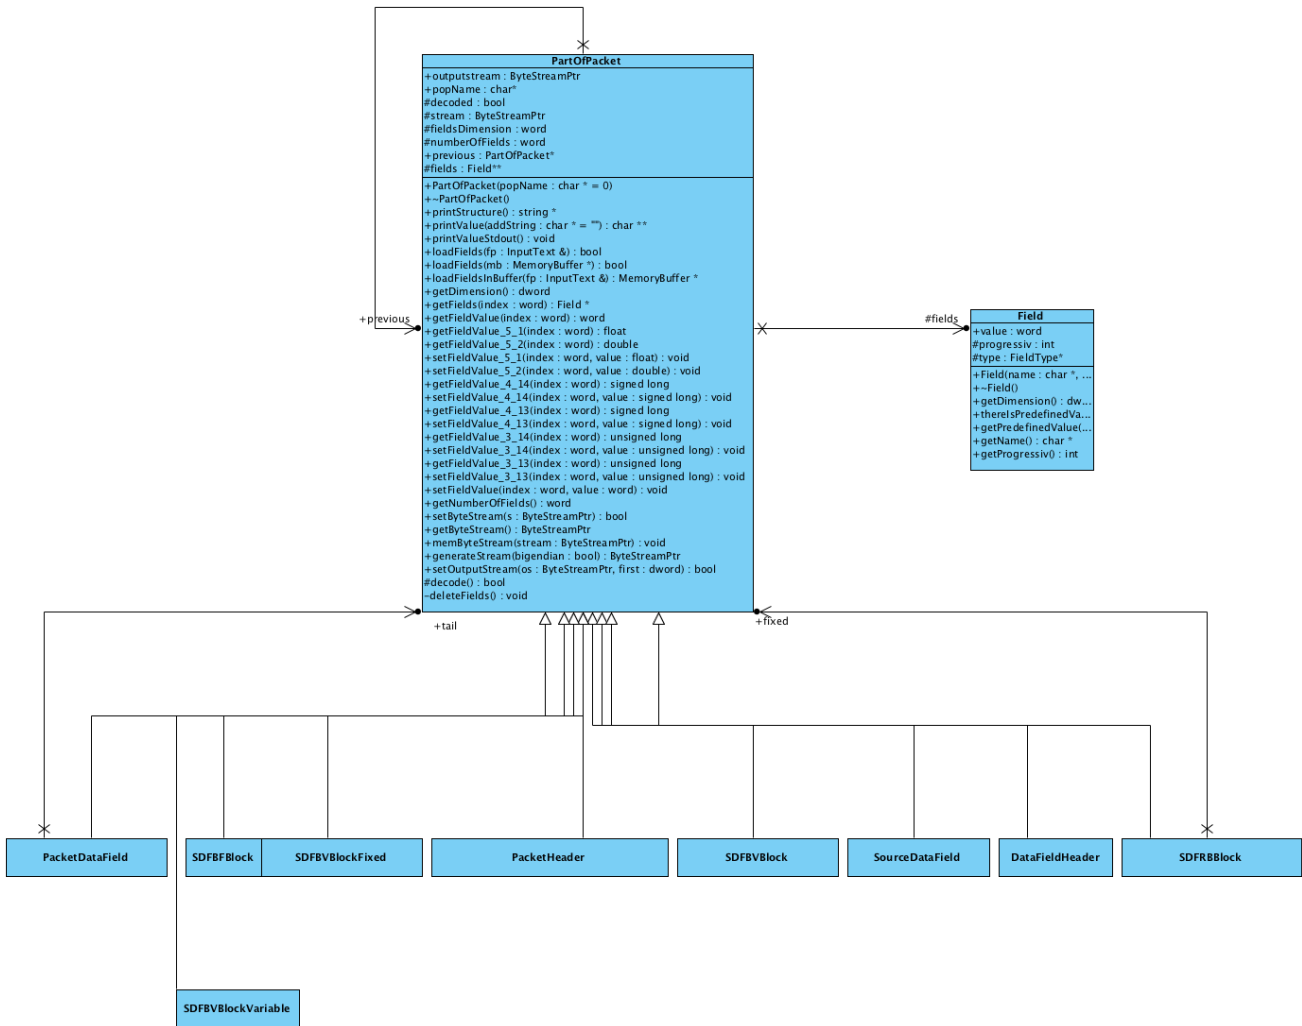 PartOfPacket
+outputstream : ByteStreamPtr
+popName : char*
#decoded : bool
#stream : ByteStreamPtr
#fieldsDimension : word
#numberOfFields : word
+previous : PartOfPacket*
#fields : Field**
+PartOfPacket(popName : char * = 0)
+~PartOfPacket()
+printStructure() : string *
+printValue(addString : char * = "") : char **
+printValueStdout() : void
+loadFields(fp : InputText &) : bool
+loadFields(mb : MemoryBuffer *) : bool
+loadFieldsInBuffer(fp : InputText &) : MemoryBuffer *
+getDimension() : dword
+getFields(index : word) : Field *
+getFieldValue(index : word) : word
+getFieldValue_5_1(index : word) : float
+getFieldValue_5_2(index : word) : double
+setFieldValue_5_1(index : word, value : float) : void
+setFieldValue_5_2(index : word, value : double) : void
+getFieldValue_4_14(index : word) : signed long
+setFieldValue_4_14(index : word, value : signed long) : void
+getFieldValue_4_13(index : word) : signed long
+setFieldValue_4_13(index : word, value : signed long) : void
+getFieldValue_3_14(index : word) : unsigned long
+setFieldValue_3_14(index : word, value : unsigned long) : void
+getFieldValue_3_13(index : word) : unsigned long
+setFieldValue_3_13(index : word, value : unsigned long) : void
+setFieldValue(index : word, value : word) : void
+getNumberOfFields() : word
+setByteStream(s : ByteStreamPtr) : bool
+getByteStream() : ByteStreamPtr
+memByteStream(stream : ByteStreamPtr) : void
+generateStream(bigendian : bool) : ByteStreamPtr
+setOutputStream(os : ByteStreamPtr, first : dword) : bool
#decode() : bool
-deleteFields() : void
+previous
#fields
Field
+value : word
#progressiv : int
#type : FieldType*
+Field(name : char *, ...
+~Field()
+getDimension() : dw...
+thereIsPredefinedVa...
+getPredefinedValue(...
+getName() : char *
+getProgressiv() : int
+tail
+fixed
PacketDataField
SDFBFBlock
SDFBVBlockFixed
PacketHeader
SDFBVBlock
SourceDataField
DataFieldHeader
SDFRBBlock
SDFBVBlockVariable